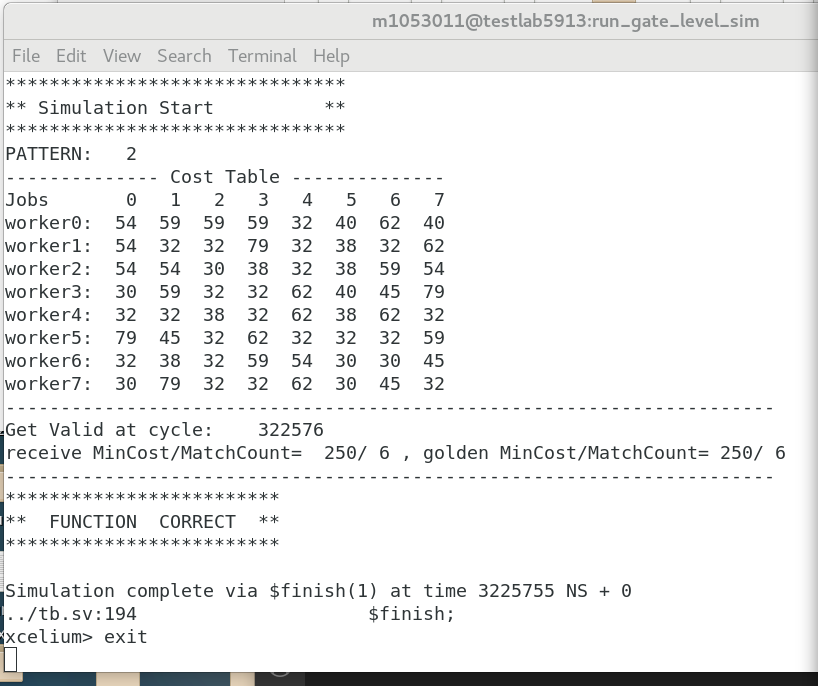 m1053011@testlab5913:run_gate_level_sim
File Edit View Search Terminal Help
*******************************
** Simulation Start          **
*******************************
PATTERN:   2
-------------- Cost Table --------------
Jobs       0   1   2   3   4   5   6   7
worker0:  54  59  59  59  32  40  62  40
worker1:  54  32  32  79  32  38  32  62
worker2:  54  54  30  38  32  38  59  54
worker3:  30  59  32  32  62  40  45  79
worker4:  32  32  38  32  62  38  62  32
worker5:  79  45  32  62  32  32  32  59
worker6:  32  38  32  59  54  30  30  45
worker7:  30  79  32  32  62  30  45  32
----------------------------------------------------------------------
Get Valid at cycle:    322576
receive MinCost/MatchCount=  250/ 6 , golden MinCost/MatchCount= 250/ 6
----------------------------------------------------------------------
*************************
**  FUNCTION  CORRECT  **
*************************
Simulation complete via $finish(1) at time 3225755 NS + 0
../tb.sv:194                     $finish;
xcelium> exit